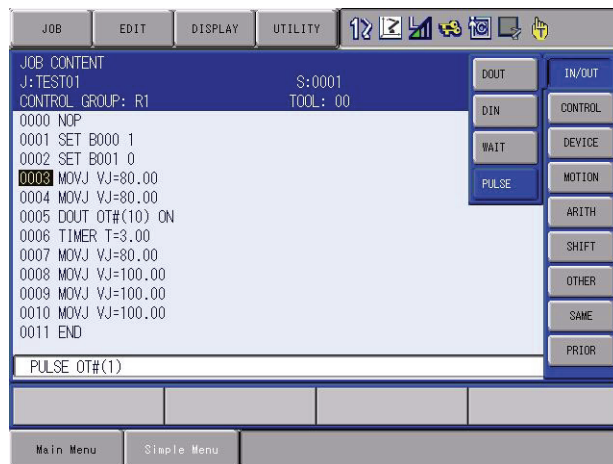 JOB EDIT DISPLAY UTILITY
JOB CONTENT
J:TEST01 S:0001
CONTROL GROUP: R1 TOOL: 00
0000 NOP
0001 SET B000 1
0002 SET B001 0
0003 MOVJ VJ=80.00
0004 MOVJ VJ=80.00
0005 DOUT OT#(10) ON
0006 TIMER T=3.00
0007 MOVJ VJ=80.00
0008 MOVJ VJ=100.00
0009 MOVJ VJ=100.00
0010 MOVJ VJ=100.00
0011 END
PULSE OT#(1)
DOUT
DIN
WAIT
PULSE
IN/OUT
CONTROL
DEVICE
MOTION
ARITH
SHIFT
OTHER
SAME
PRIOR
Main Menu Simple Menu